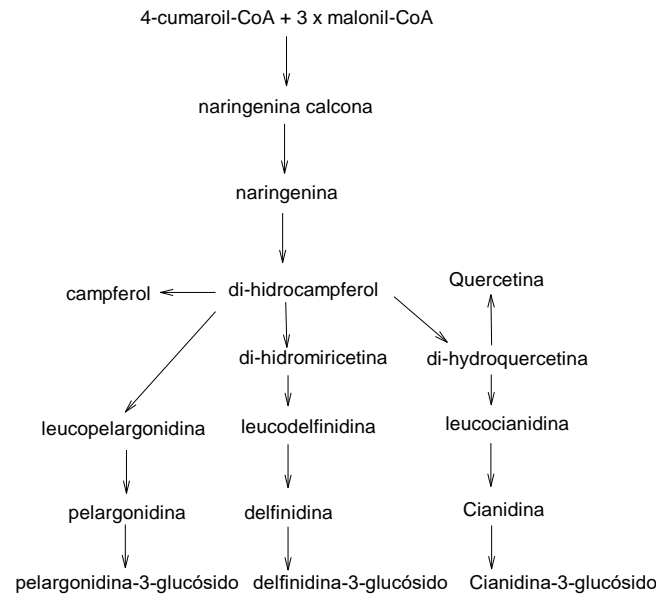 4-cumaroil-CoA + 3 x malonil-CoA
naringenina calcona
naringenina
campferol
di-hidrocampferol
Quercetina
di-hidromiricetina
di-hydroquercetina
leucopelargonidina
leucodelfinidina
leucocianidina
pelargonidina
delfinidina
Cianidina
pelargonidina-3-glucósido
delfinidina-3-glucósido
Cianidina-3-glucósido